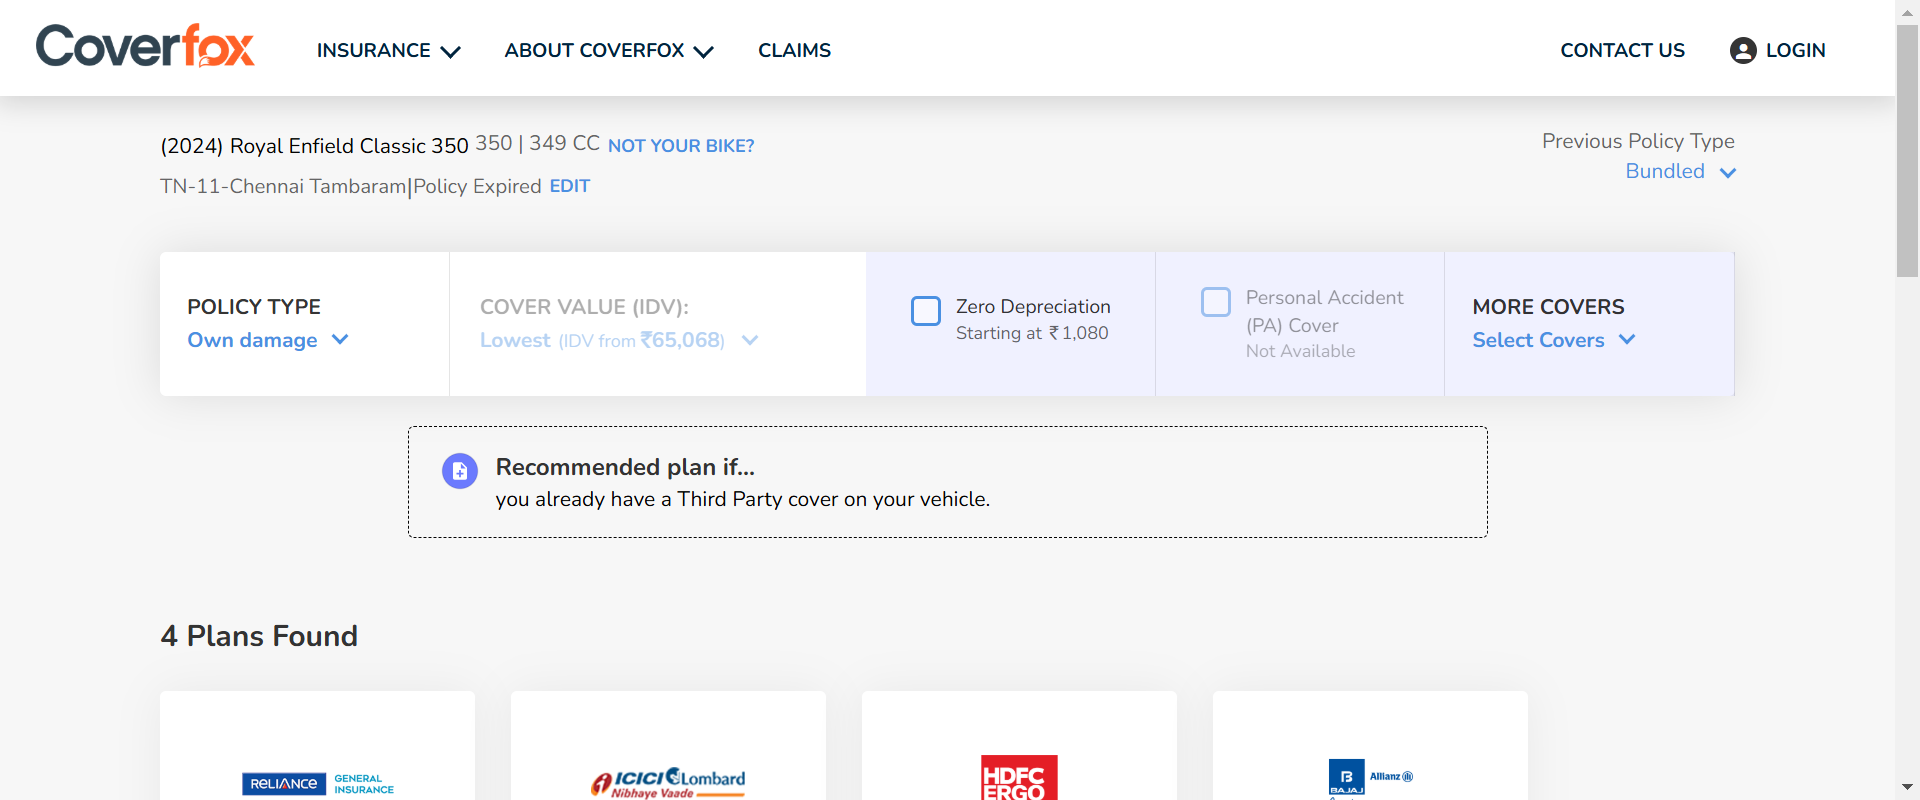 Coverfox
INSURANCE
ABOUT COVERFOX
CLAIMS
CONTACT US
LOGIN
(2024) Royal Enfield Classic 350 350 | 349 CC NOT YOUR BIKE?
TN-11-Chennai Tambaram|Policy Expired EDIT
Previous Policy Type
Bundled
POLICY TYPE
Own damage
COVER VALUE (IDV):
Lowest (IDV from ₹65,068)
Zero Depreciation
Starting at ₹1,080
Personal Accident
(PA) Cover
Not Available
MORE COVERS
Select Covers
Recommended plan if...
you already have a Third Party cover on your vehicle.
4 Plans Found
RELIANCE
GENERAL
INSURANCE
ICICI Lombard
Nibhaye Vaade
HDFC
ERGO
B
BAJAJ
Allianz